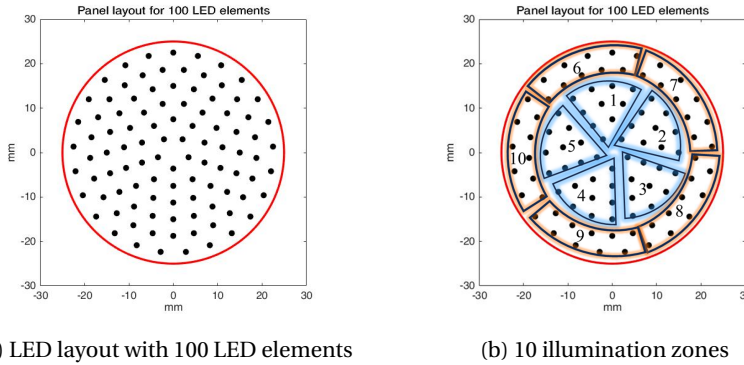 Panel layout for 100 LED elements
30
20
10
0
-10
-20
-30
mm
-30 -20 -10 0 10 20 30
mm
) LED layout with 100 LED elements
Panel layout for 100 LED elements
30
20
10
0
-10
-20
-30
mm
1
2
3
4
5
6
7
8
9
10
-30 -20 -10 0 10 20 30
mm
(b) 10 illumination zones